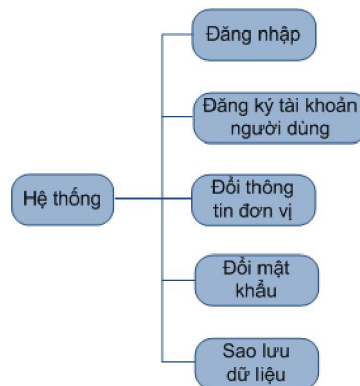 Đăng nhập
Đăng ký tài khoản
người dùng
Hệ thống
Đổi thông
tin đơn vị
Đổi mật
khẩu
Sao lưu
dữ liệu